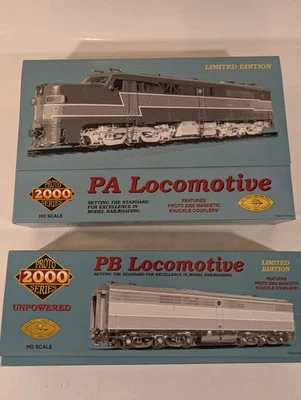 LIMITED EDITION
PROTO
2000
SERIES
HO SCALE
PA Locomotive
SETTING THE STANDARD
FOR EXCELLENCE IN
MODEL RAILROADING
FEATURES
PROTO 2000 MAGNETIC
KNUCKLE COUPLERS
PROTO
2000
SERIES
UNPOWERED
HO SCALE
PB Locomotive
SETTING THE STANDARD FOR EXCELLENCE IN MODEL RAILROADING
LIMITED
EDITION
FEATURES
PROTO 2000 MAGNETIC
KNUCKLE COUPLERS